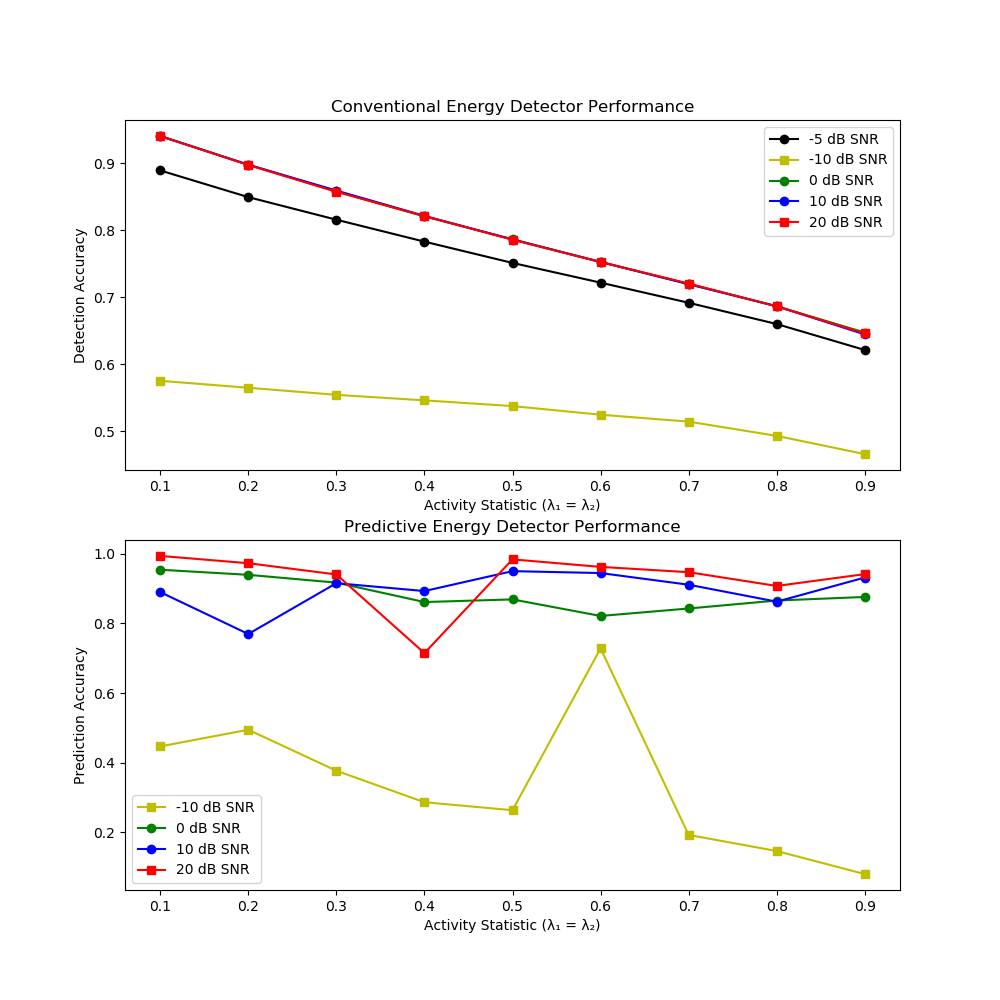 Conventional Energy Detector Performance
-5 dB SNR
-10 dB SNR
0 dB SNR
10 dB SNR
20 dB SNR
Detection Accuracy
0.9
0.8
0.7
0.6
0.5
0.1 0.2 0.3 0.4 0.5 0.6 0.7 0.8 0.9
Activity Statistic (λ₁ = λ₂)
Predictive Energy Detector Performance
Prediction Accuracy
1.0
0.8
0.6
0.4
0.2
-10 dB SNR
0 dB SNR
10 dB SNR
20 dB SNR
0.1 0.2 0.3 0.4 0.5 0.6 0.7 0.8 0.9
Activity Statistic (λ₁ = λ₂)